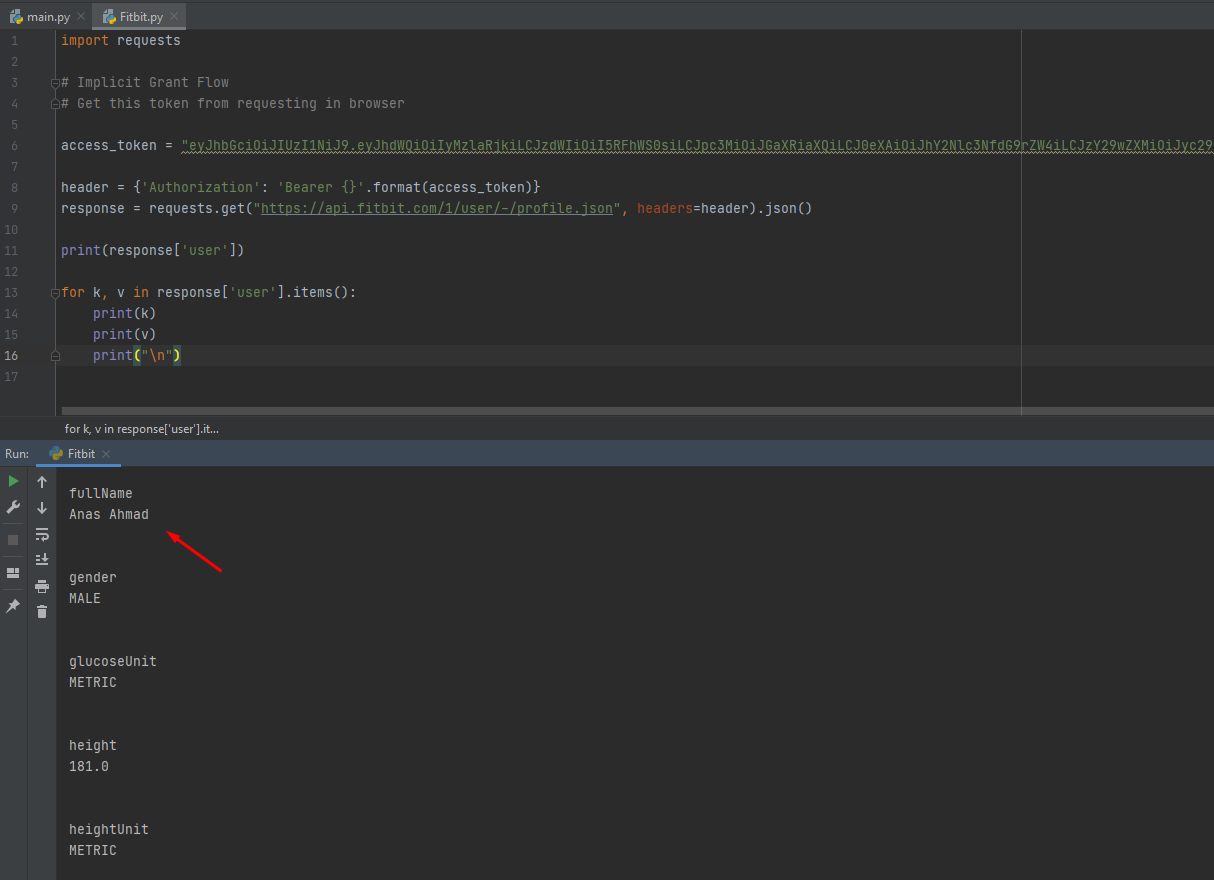 main.py
Fitbit.py
1 import requests
2
3 # Implicit Grant Flow
4 # Get this token from requesting in browser
5
6 access_token = "eyJhbGciOiJIUzI1NiJ9.eyJhdWQiOiIyMzlaRjkiLCJzdWIiOiI5RFhWS0siLCJpc3MiOiJGaXRiaXQiLCJ0eXAiOiJhY2Nlc3NfdG9rZW4iLCJzY29wZXMiOiJyc29
7
8 header = {'Authorization': 'Bearer {}'.format(access_token)}
9 response = requests.get("https://api.fitbit.com/1/user/-/profile.json", headers=header).json()
10
11 print(response['user'])
12
13 for k, v in response['user'].items():
14     print(k)
15     print(v)
16     print("\n")
17
for k, v in response['user'].it...
Run: Fitbit
fullName
Anas Ahmad
gender
MALE
glucoseUnit
METRIC
height
181.0
heightUnit
METRIC